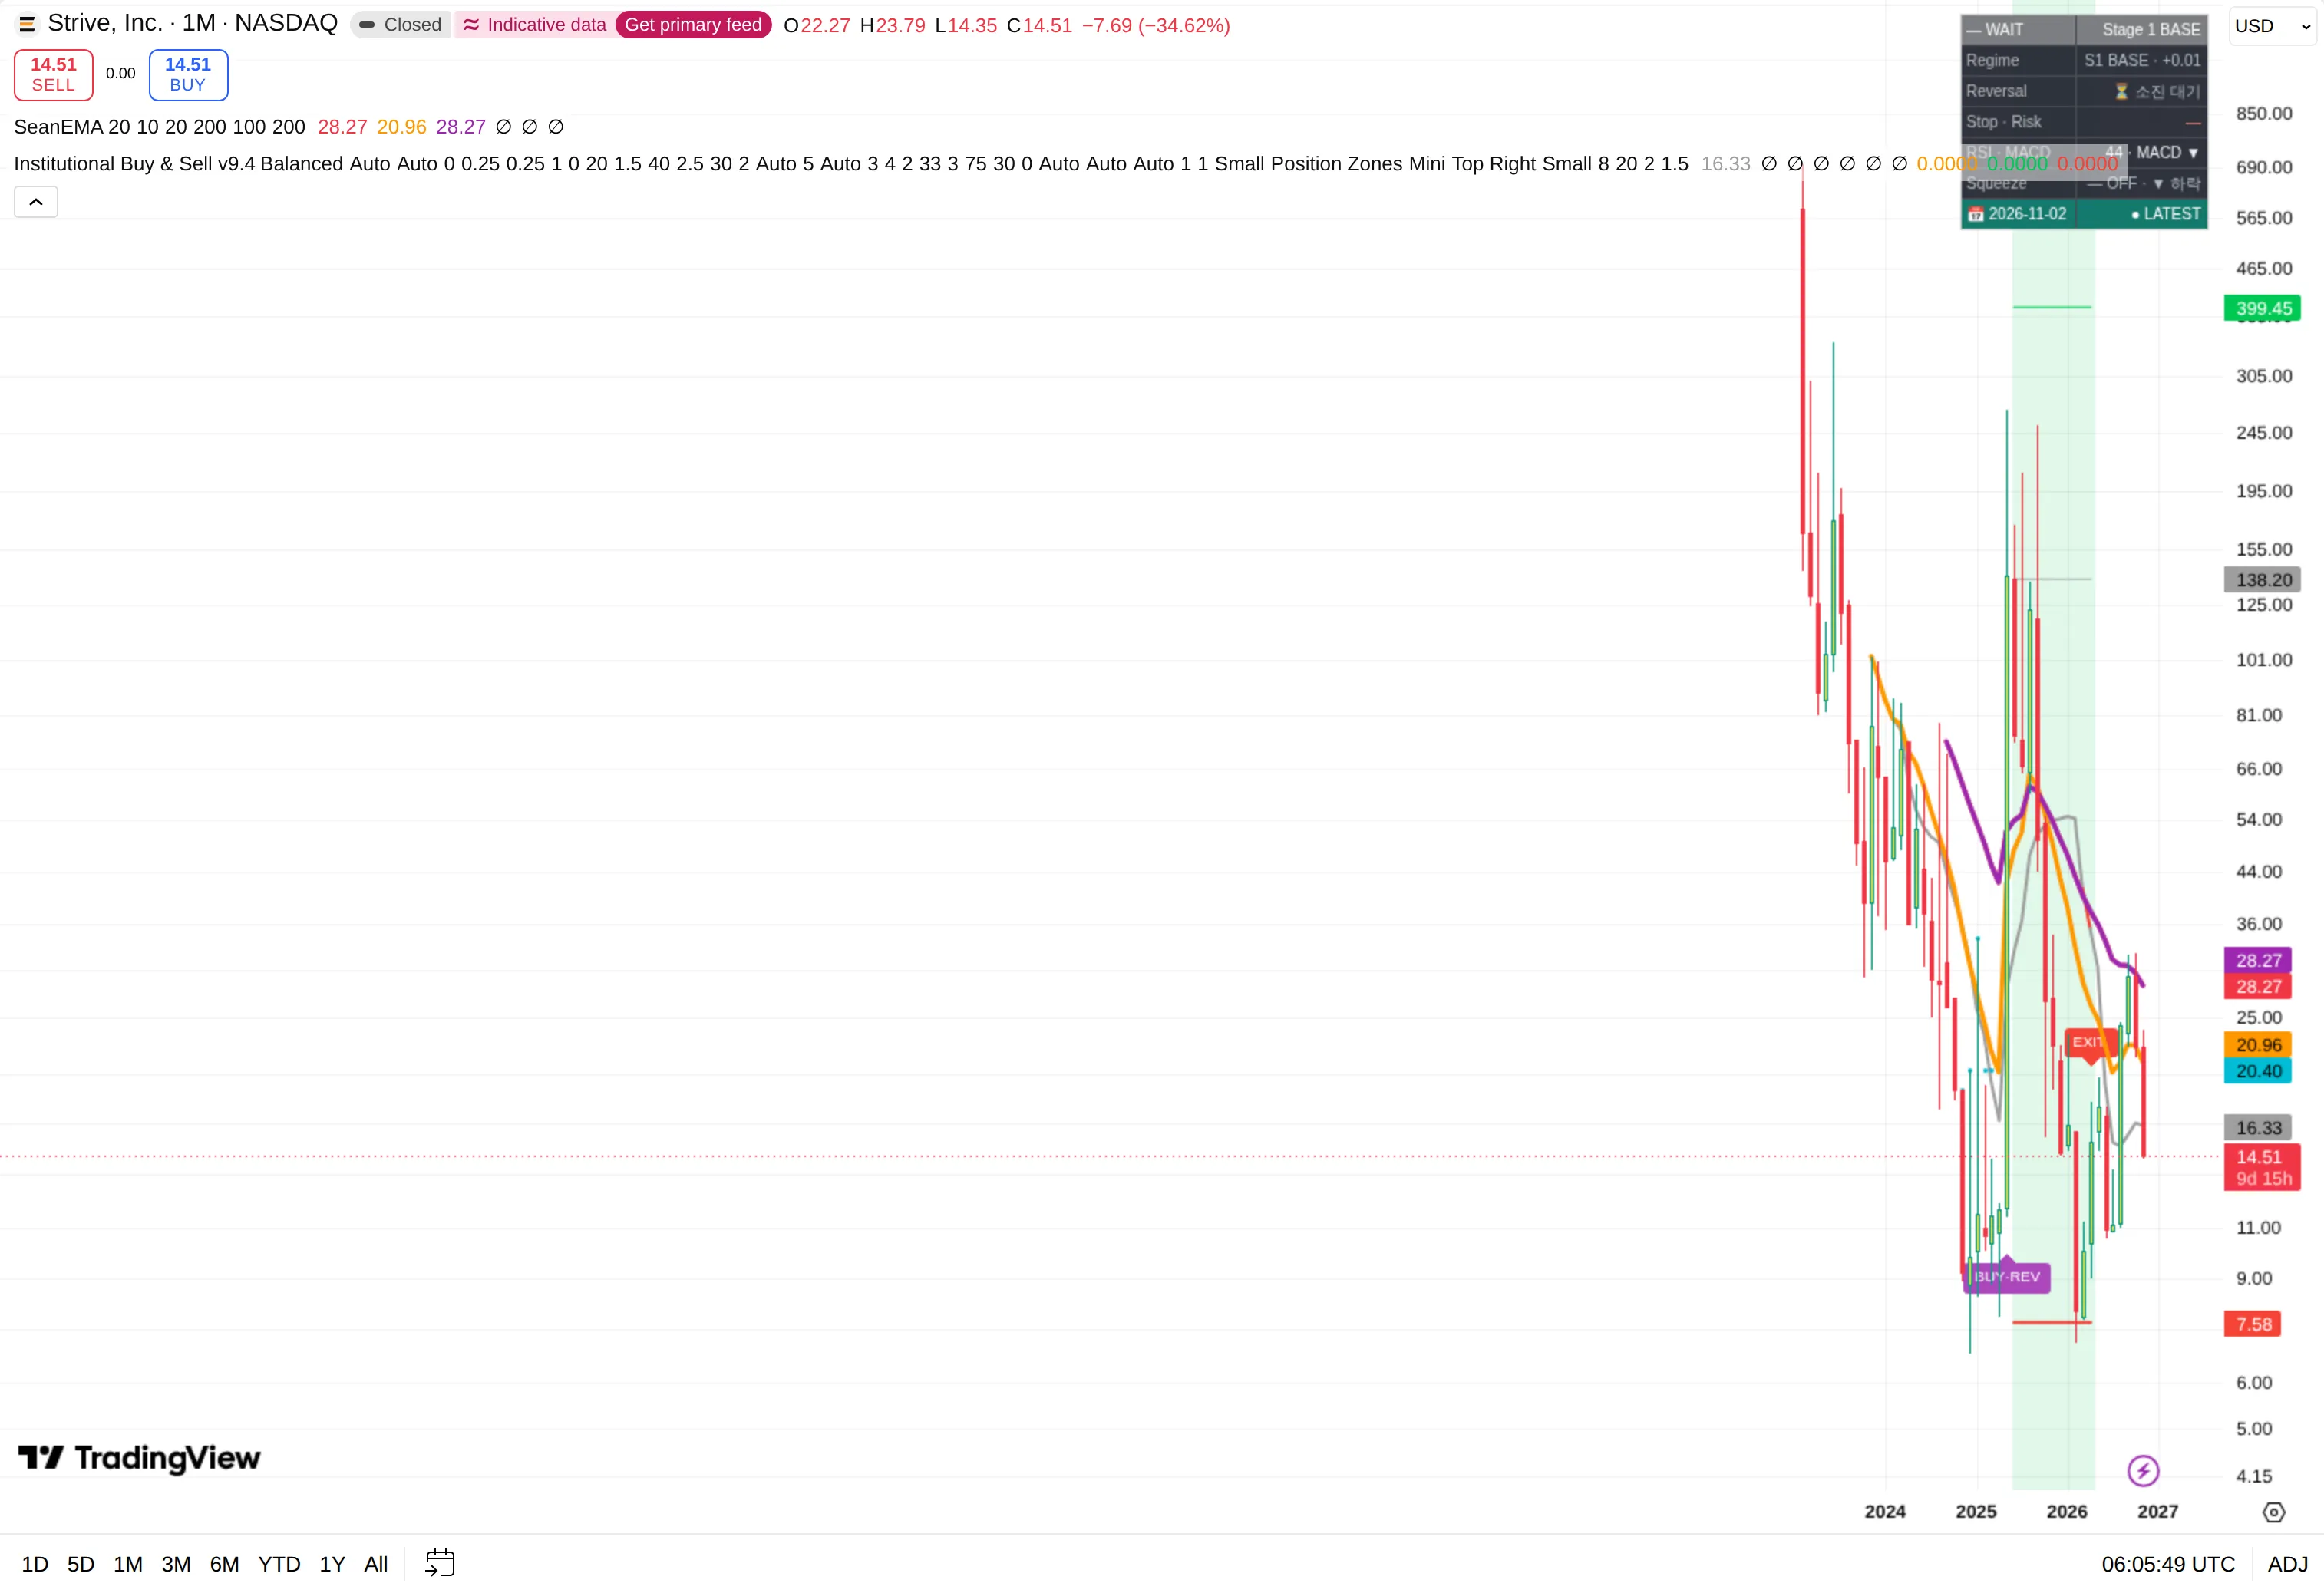 Strive, Inc. · 1M · NASDAQ Closed Indicative data Get primary feed O22.27 H23.79 L14.35 C14.51 −7.69 (−34.62%)
14.51 SELL 0.00 14.51 BUY
SeanEMA 20 10 20 200 100 200 28.27 20.96 28.27 ∅ ∅ ∅
Institutional Buy & Sell v9.4 Balanced Auto Auto 0 0.25 0.25 1 0 20 1.5 40 2.5 30 2 Auto 5 Auto 3 4 2 33 3 75 30 0 Auto Auto Auto 1 1 Small Position Zones Mini Top Right Small 8 20 2 1.5 16.33 ∅ ∅ ∅ ∅ ∅ ∅ 0.0000 0.0000 0.0000
— WAIT Stage 1 BASE
Regime S1 BASE · +0.01
Reversal ⏳ 소진 대기
Stop · Risk —
RSI · MACD 44 · MACD ▼
Squeeze — OFF · ▼ 하락
📅 2026-11-02 ● LATEST
USD
850.00
690.00
565.00
465.00
399.45
305.00
245.00
195.00
155.00
138.20
125.00
101.00
81.00
66.00
54.00
44.00
36.00
28.27
28.27
25.00
20.96
20.40
16.33
14.51
9d 15h
11.00
9.00
7.58
6.00
5.00
4.15
EXIT
BUY-REV
TradingView
2024 2025 2026 2027
1D 5D 1M 3M 6M YTD 1Y All 06:05:49 UTC ADJ